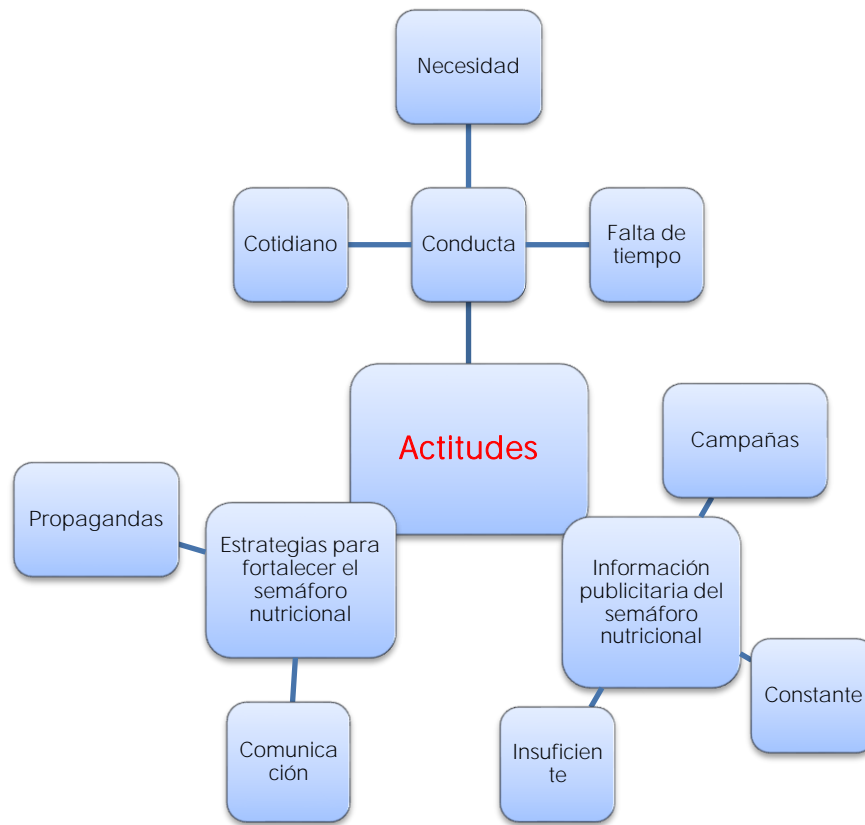 Necesidad
Cotidiano
Conducta
Falta de
tiempo
Actitudes
Campañas
Propagandas
Estrategias para
fortalecer el
semáforo
nutricional
Información
publicitaria del
semáforo
nutricional
Constante
Comunica
ción
Insuficien
te